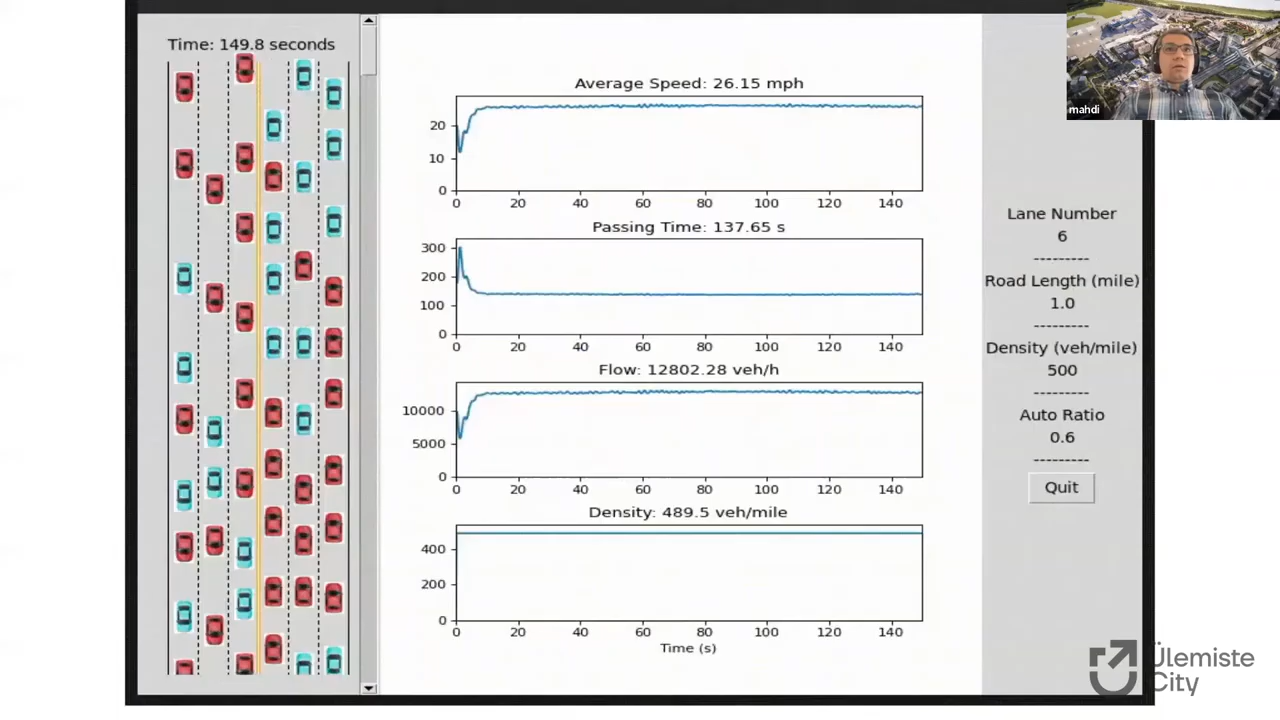 Time: 149.8 seconds
Average Speed: 26.15 mph
20
10
0
0 20 40 60 80 100 120 140
Passing Time: 137.65 s
300
200
100
0
0 20 40 60 80 100 120 140
Flow: 12802.28 veh/h
10000
5000
0
0 20 40 60 80 100 120 140
Density: 489.5 veh/mile
400
200
0
0 20 40 60 80 100 120 140
Time (s)
mahdi
Lane Number
6
---------
Road Length (mile)
1.0
---------
Density (veh/mile)
500
---------
Auto Ratio
0.6
---------
Quit
Ülemiste
City